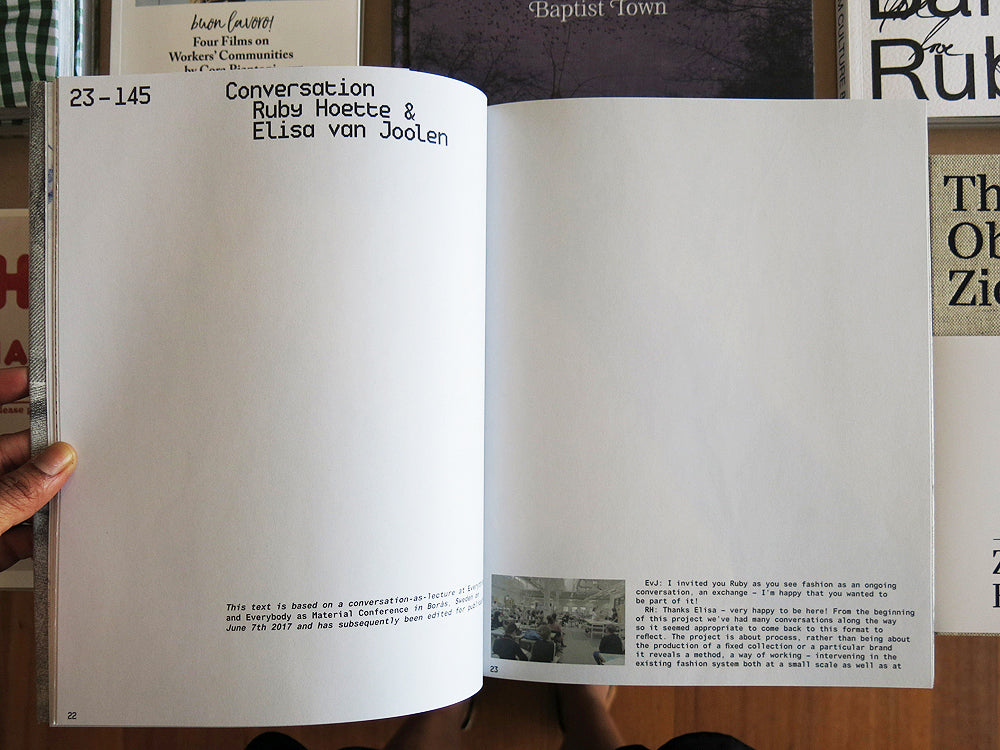 buon lavoro!
Four Films on
Workers' Communities
Baptist Town
Rub
love
Th
Ob
Zie
23–145
Conversation
Ruby Hoette &
Elisa van Joolen
This text is based on a conversation-as-lecture at
and Everybody as Material Conference in Borås, Sweden on
June 7th 2017 and has subsequently been edited for
22
EvJ: I invited you Ruby as you see fashion as an ongoing
conversation, an exchange – I'm happy that you wanted to
be part of it!
RH: Thanks Elisa – very happy to be here! From the beginning
of this project we've had many conversations along the way
so it seemed appropriate to come back to this format to
reflect. The project is about process, rather than being about
the production of a fixed collection or a particular brand
it reveals a method, a way of working – intervening in the
existing fashion system both at a small scale as well as at
23